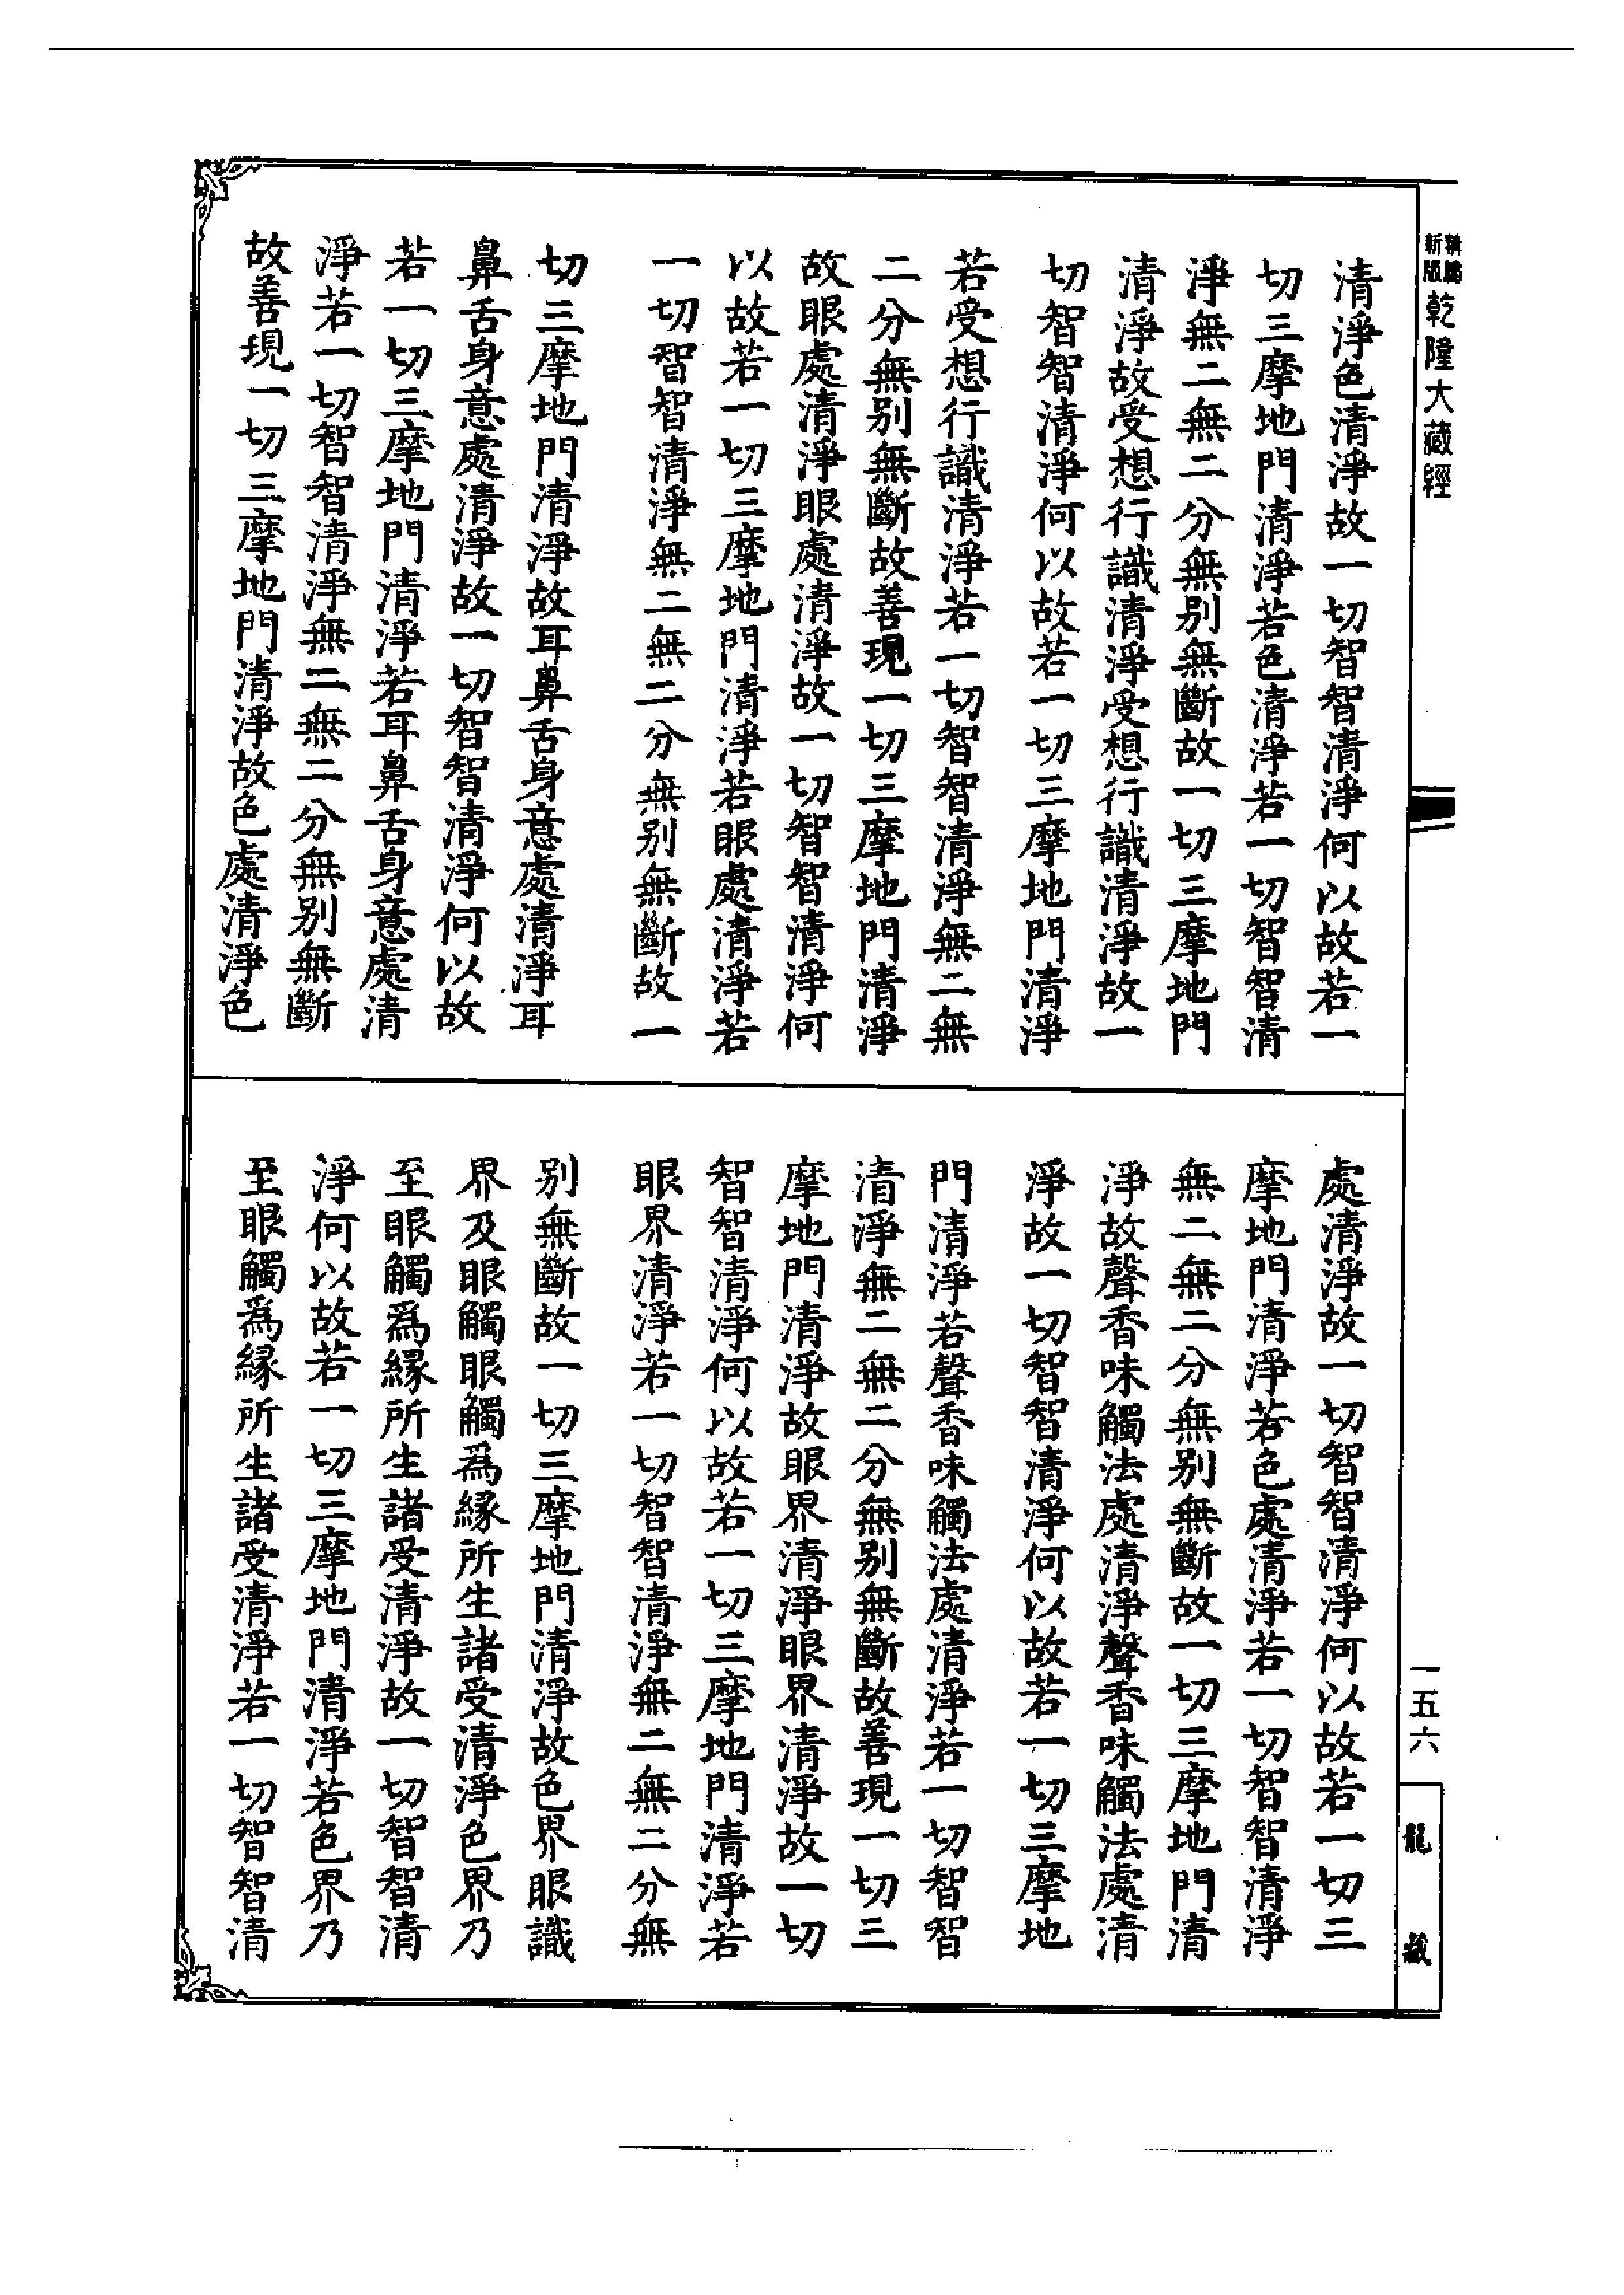 清淨色清淨故一切智智清淨何以故若一
切三摩地門清淨若色清淨若一切智智清
淨無二無二分無别無斷故一切三摩地門
清淨故受想行識清淨受想行識清淨故一
切智智清淨何以故若一切三摩地門清淨
若受想行識清淨若一切智智清淨無二無
二分無别無斷故善現一切三摩地門清淨
故眼處清淨眼處清淨故一切智智清淨何
以故若一切三摩地門清淨若眼處清淨若
一切智智清淨無二無二分無别無斷故一
切三摩地門清淨故耳鼻舌身意處清淨耳
鼻舌身意處清淨故一切智智清淨何以故
若一切三摩地門清淨若耳鼻舌身意處清
淨若一切智智清淨無二無二分無别無斷
故善現一切三摩地門清淨故色處清淨色
處清淨故一切智智清淨何以故若一切三
摩地門清淨若色處清淨若一切智智清淨
無二無二分無别無斷故一切三摩地門清
淨故聲香味觸法處清淨聲香味觸法處清
淨故一切智智清淨何以故若一切三摩地
門清淨若聲香味觸法處清淨若一切智智
清淨無二無二分無别無斷故善現一切三
摩地門清淨故眼界清淨眼界清淨故一切
智智清淨何以故若一切三摩地門清淨若
眼界清淨若一切智智清淨無二無二分無
别無斷故一切三摩地門清淨故色界眼識
界及眼觸眼觸爲緣所生諸受清淨色界乃
至眼觸爲緣所生諸受清淨故一切智智清
淨何以故若一切三摩地門清淨若色界乃
至眼觸爲緣所生諸受清淨若一切智智清
新版
乾隆大藏經
一五六
龍藏